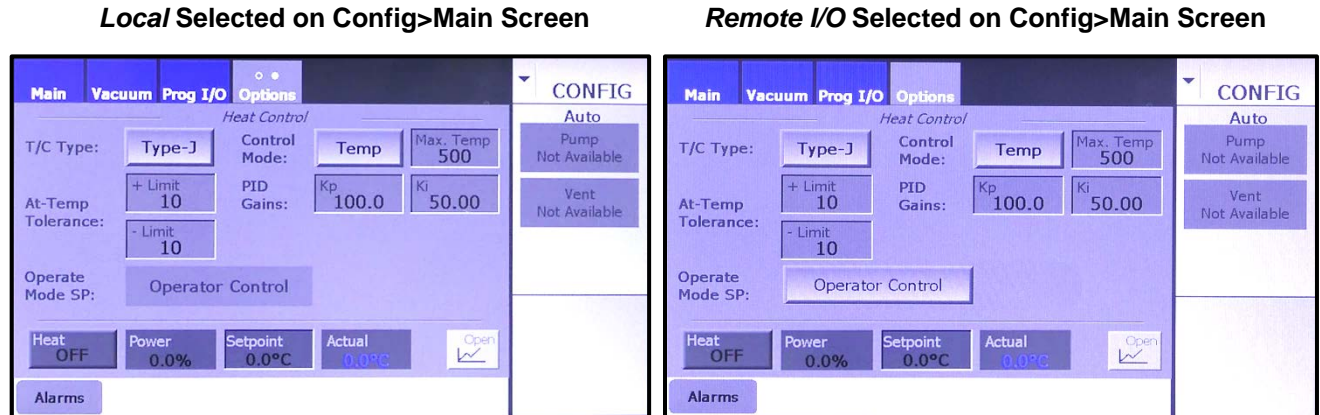 Local Selected on Config>Main Screen
Main Vacuum Prog I/O Options
CONFIG
Heat Control
Auto
T/C Type: Type-J Control Mode: Temp Max. Temp 500
Pump
Not Available
At-Temp Tolerance: + Limit 10 PID Gains: Kp 100.0 Ki 50.00
Vent
Not Available
- Limit 10
Operate Mode SP: Operator Control
Heat OFF Power 0.0% Setpoint 0.0°C Actual 0.0°C Open
Alarms
Remote I/O Selected on Config>Main Screen
Main Vacuum Prog I/O Options
CONFIG
Heat Control
Auto
T/C Type: Type-J Control Mode: Temp Max. Temp 500
Pump
Not Available
At-Temp Tolerance: + Limit 10 PID Gains: Kp 100.0 Ki 50.00
Vent
Not Available
- Limit 10
Operate Mode SP: Operator Control
Heat OFF Power 0.0% Setpoint 0.0°C Actual 0.0°C Open
Alarms